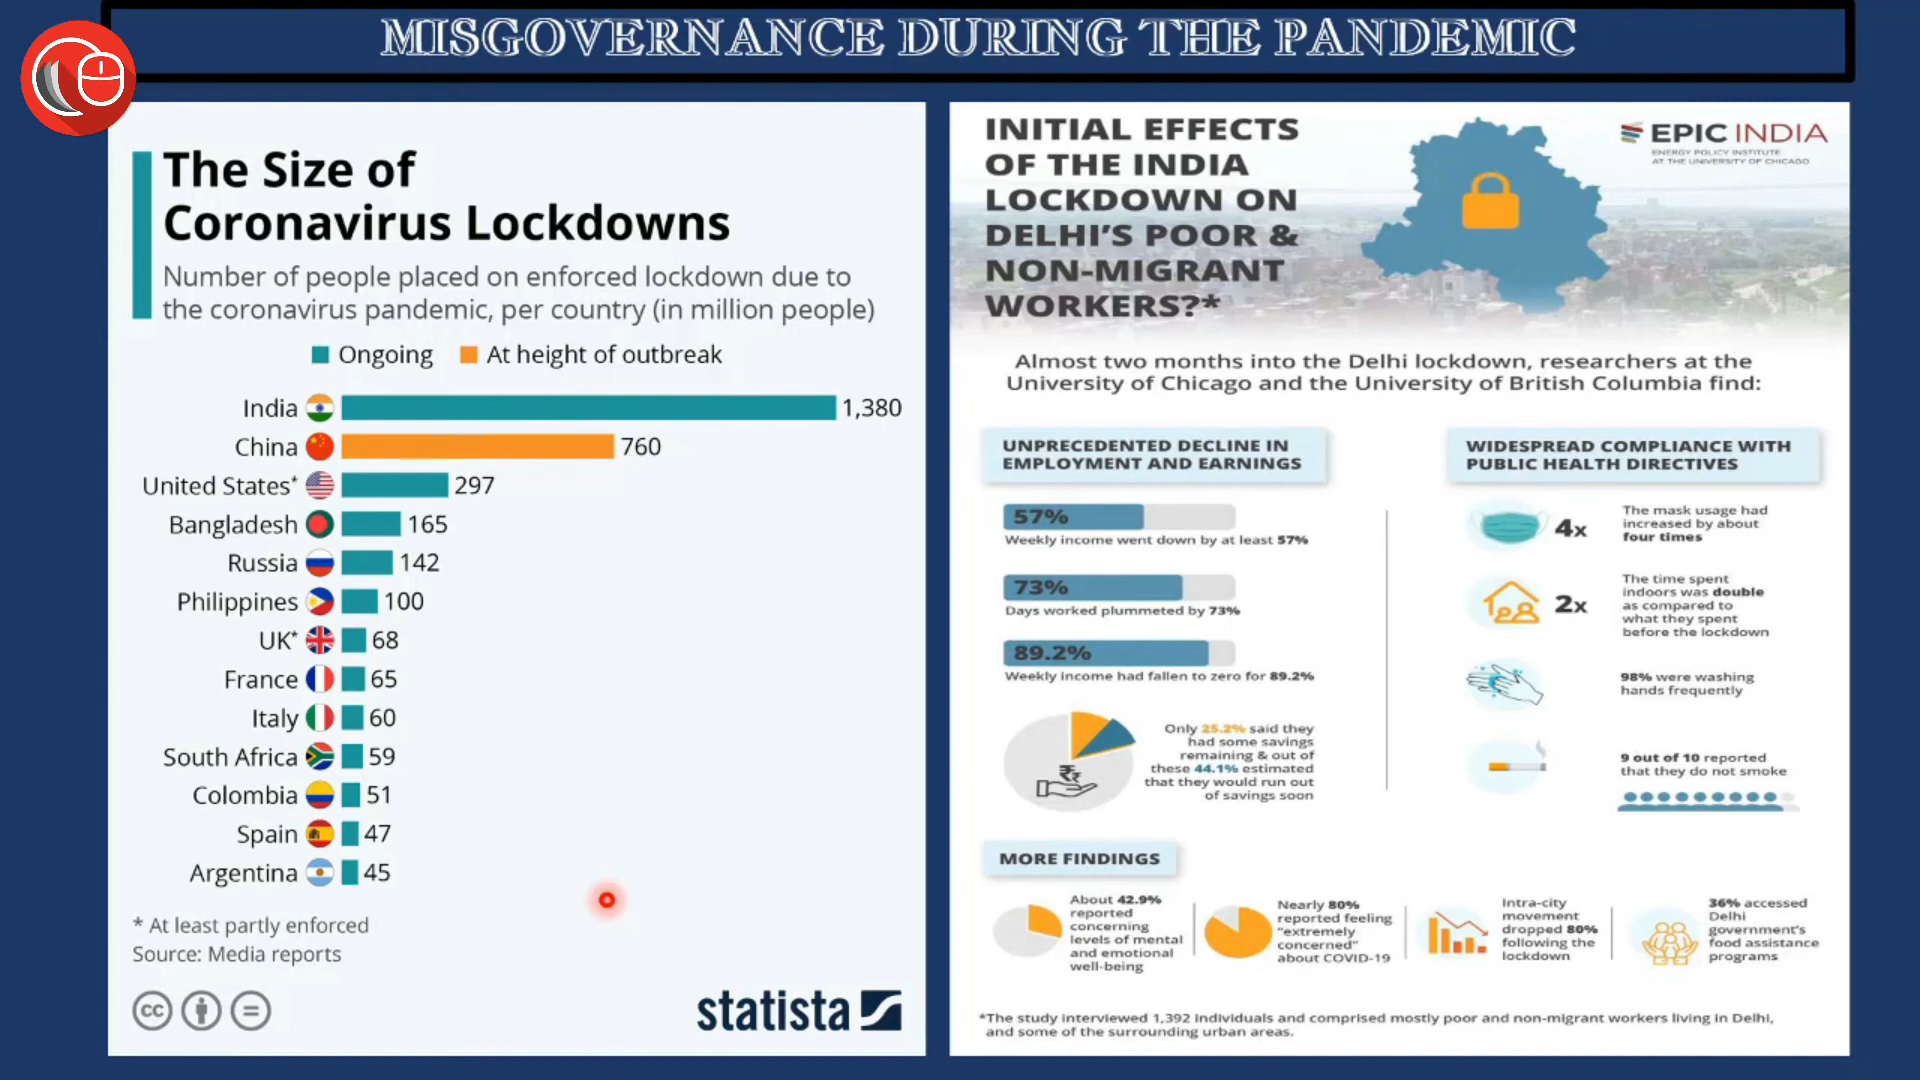 MISGOVERNANCE DURING THE PANDEMIC
The Size of
Coronavirus Lockdowns
Number of people placed on enforced lockdown due to
the coronavirus pandemic, per country (in million people)
Ongoing At height of outbreak
India 1,380
China 760
United States* 297
Bangladesh 165
Russia 142
Philippines 100
UK* 68
France 65
Italy 60
South Africa 59
Colombia 51
Spain 47
Argentina 45
* At least partly enforced
Source: Media reports
cc
statista
INITIAL EFFECTS
OF THE INDIA
LOCKDOWN ON
DELHI'S POOR &
NON-MIGRANT
WORKERS?*
EPIC INDIA
ENERGY POLICY INSTITUTE
AT THE UNIVERSITY OF CHICAGO
Almost two months into the Delhi lockdown, researchers at the
University of Chicago and the University of British Columbia find:
UNPRECEDENTED DECLINE IN
EMPLOYMENT AND EARNINGS
57%
Weekly income went down by at least 57%
73%
Days worked plummeted by 73%
89.2%
Weekly income had fallen to zero for 89.2%
Only 25.2% said they
had some savings
remaining & out of
these 44.1% estimated
that they would run out
of savings soon
WIDESPREAD COMPLIANCE WITH
PUBLIC HEALTH DIRECTIVES
4x
The mask usage had
increased by about
four times
2x
The time spent
indoors was double
as compared to
what they spent
before the lockdown
98% were washing
hands frequently
9 out of 10 reported
that they do not smoke
MORE FINDINGS
About 42.9%
reported
concerning
levels of mental
and emotional
well-being
Nearly 80%
reported feeling
"extremely
concerned"
about COVID-19
Intra-city
movement
dropped 80%
following the
lockdown
36% accessed
Delhi
government's
food assistance
programs
*The study interviewed 1,392 individuals and comprised mostly poor and non-migrant workers living in Delhi,
and some of the surrounding urban areas.